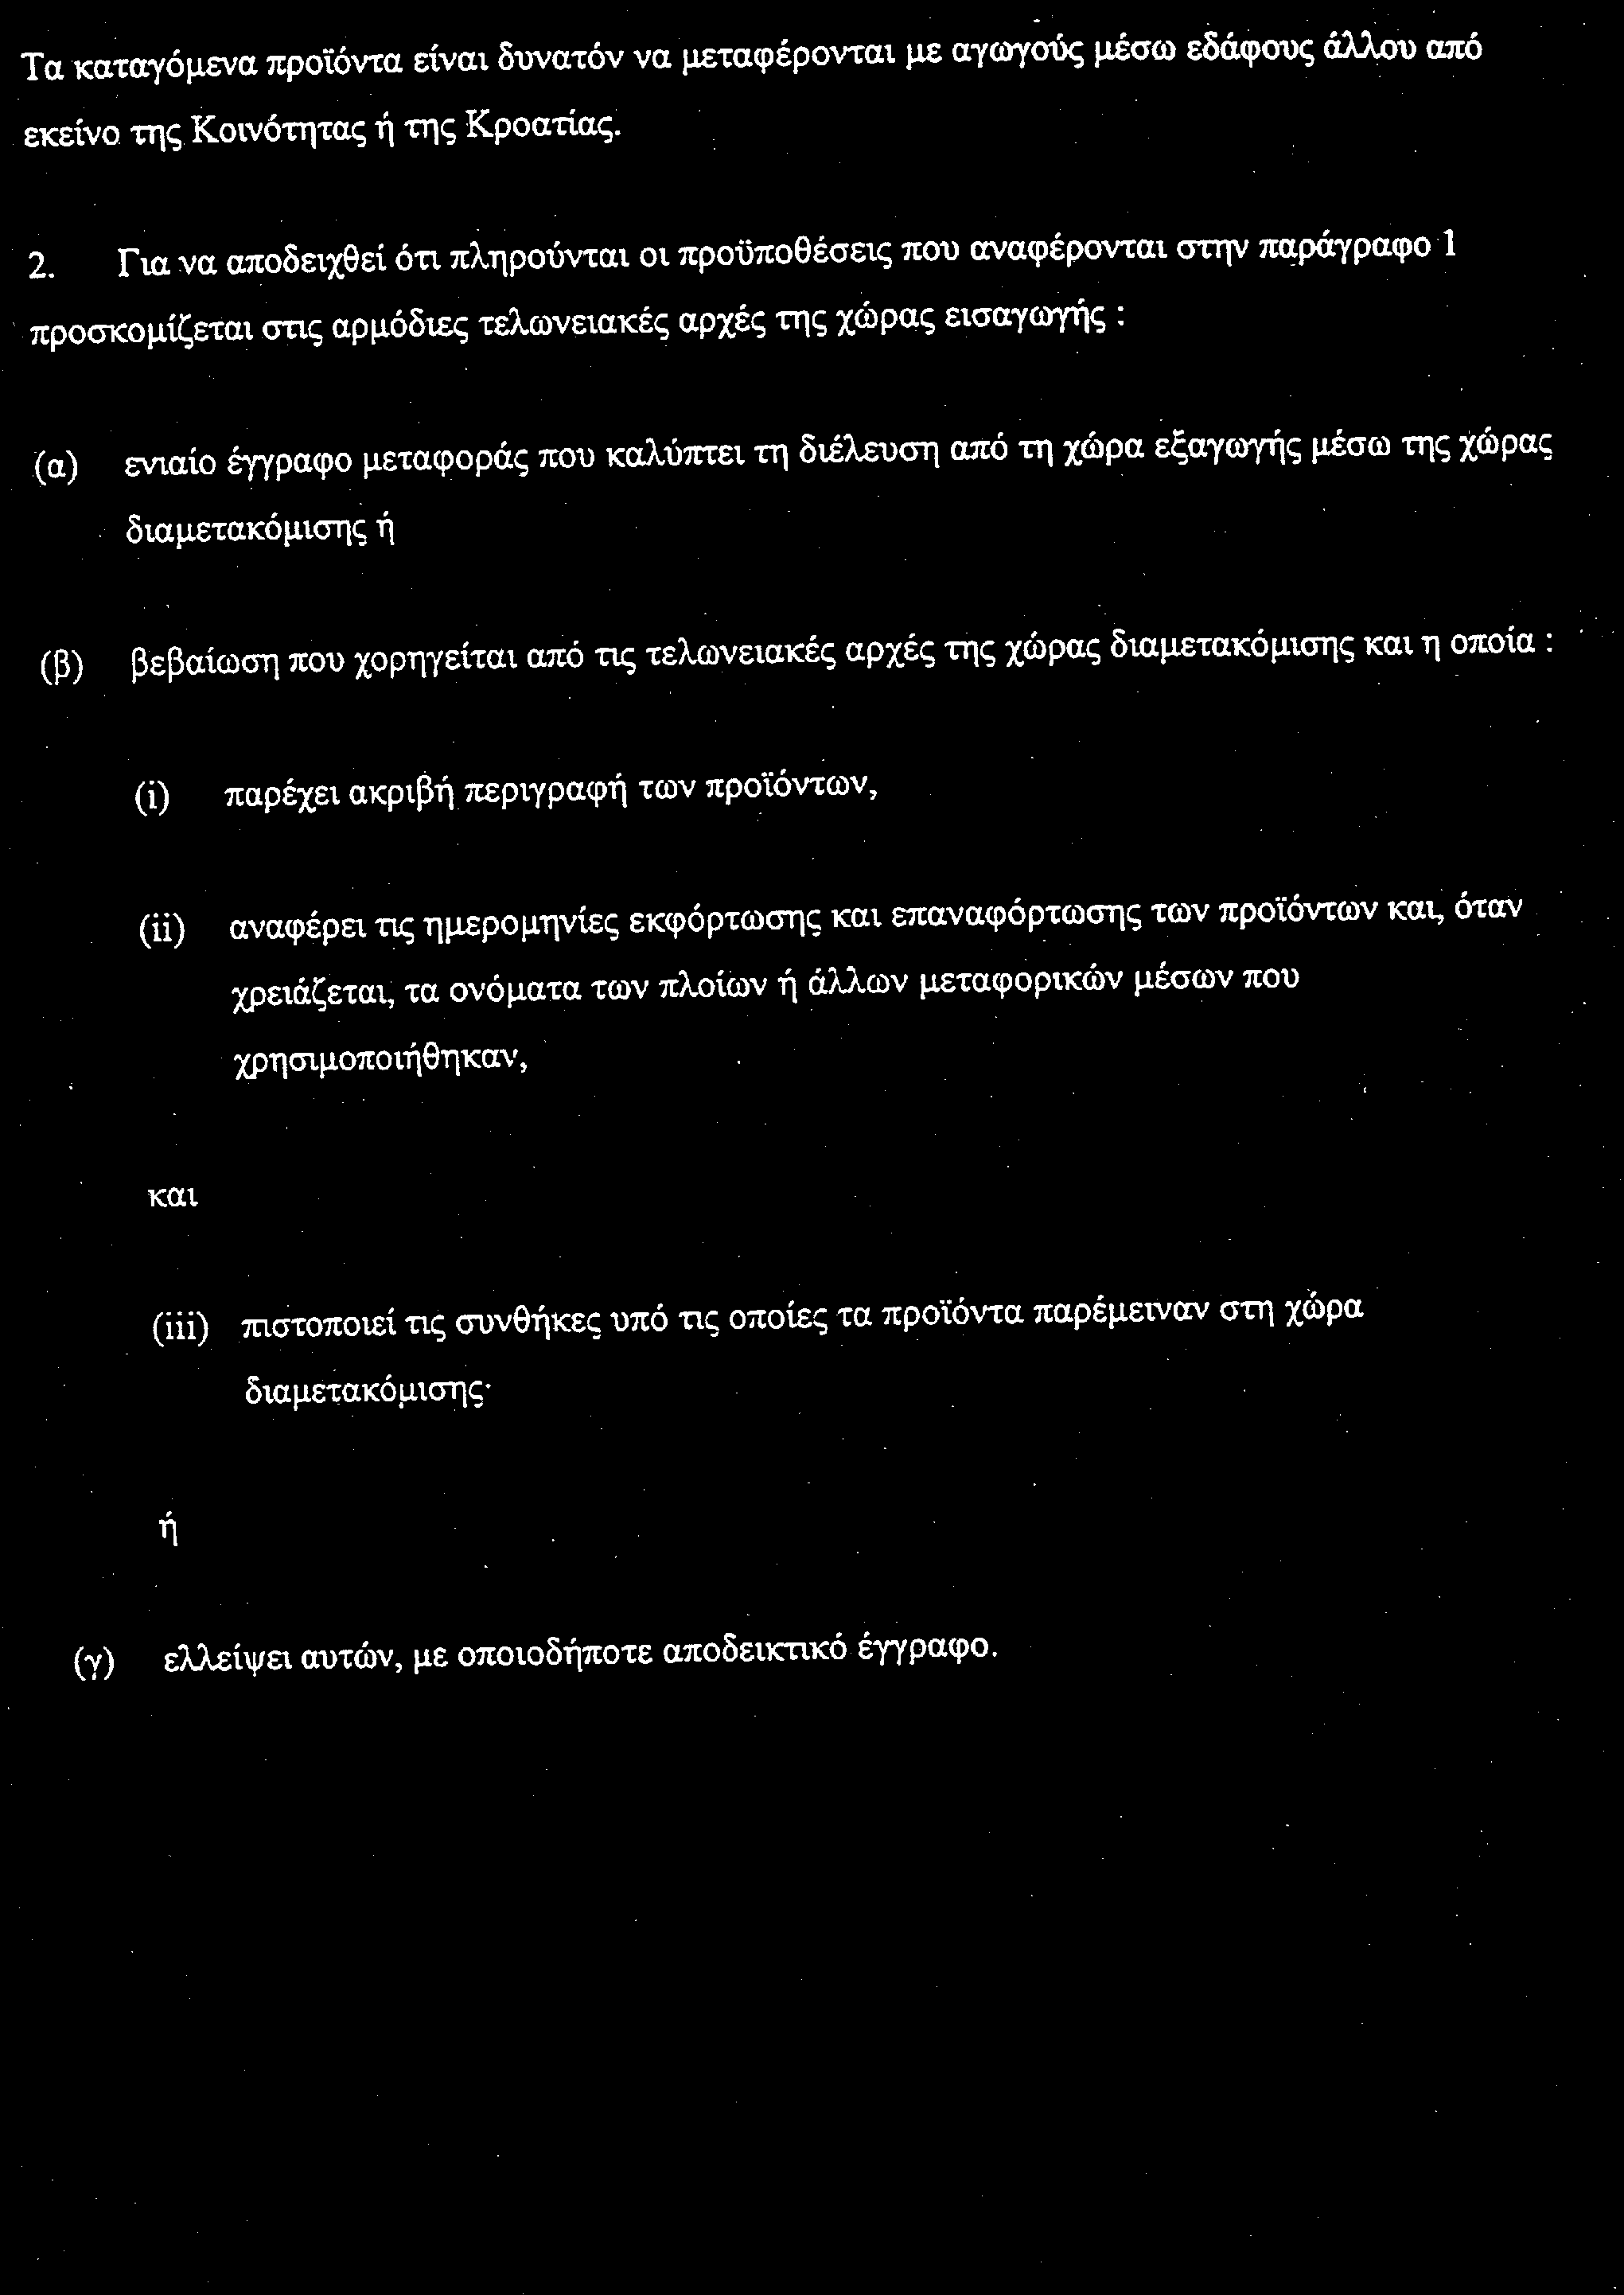 Τα καταγόμενα προϊόντα είναι δυνατόν να μεταφέρονται με αγωγούς μέσω εδάφους άλλου από
εκείνο της Κοινότητας ή της Κροατίας.
2. Για να αποδειχθεί ότι πληρούνται οι προϋποθέσεις που αναφέρονται στην παράγραφο 1
προσκομίζεται στις αρμόδιες τελωνειακές αρχές της χώρας εισαγωγής :
(α) ενιαίο έγγραφο μεταφοράς που καλύπτει τη διέλευση από τη χώρα εξαγωγής μέσω της χώρας
διαμετακόμισης ή
(β) βεβαίωση που χορηγείται από τις τελωνειακές αρχές της χώρας διαμετακόμισης και η οποία :
(i) παρέχει ακριβή περιγραφή των προϊόντων,
(ii) αναφέρει τις ημερομηνίες εκφόρτωσης και επαναφόρτωσης των προϊόντων και, όταν
χρειάζεται, τα ονόματα των πλοίων ή άλλων μεταφορικών μέσων που
χρησιμοποιήθηκαν,
και
(iii) πιστοποιεί τις συνθήκες υπό τις οποίες τα προϊόντα παρέμειναν στη χώρα
διαμετακόμισης·
ή
(γ) ελλείψει αυτών, με οποιοδήποτε αποδεικτικό έγγραφο.